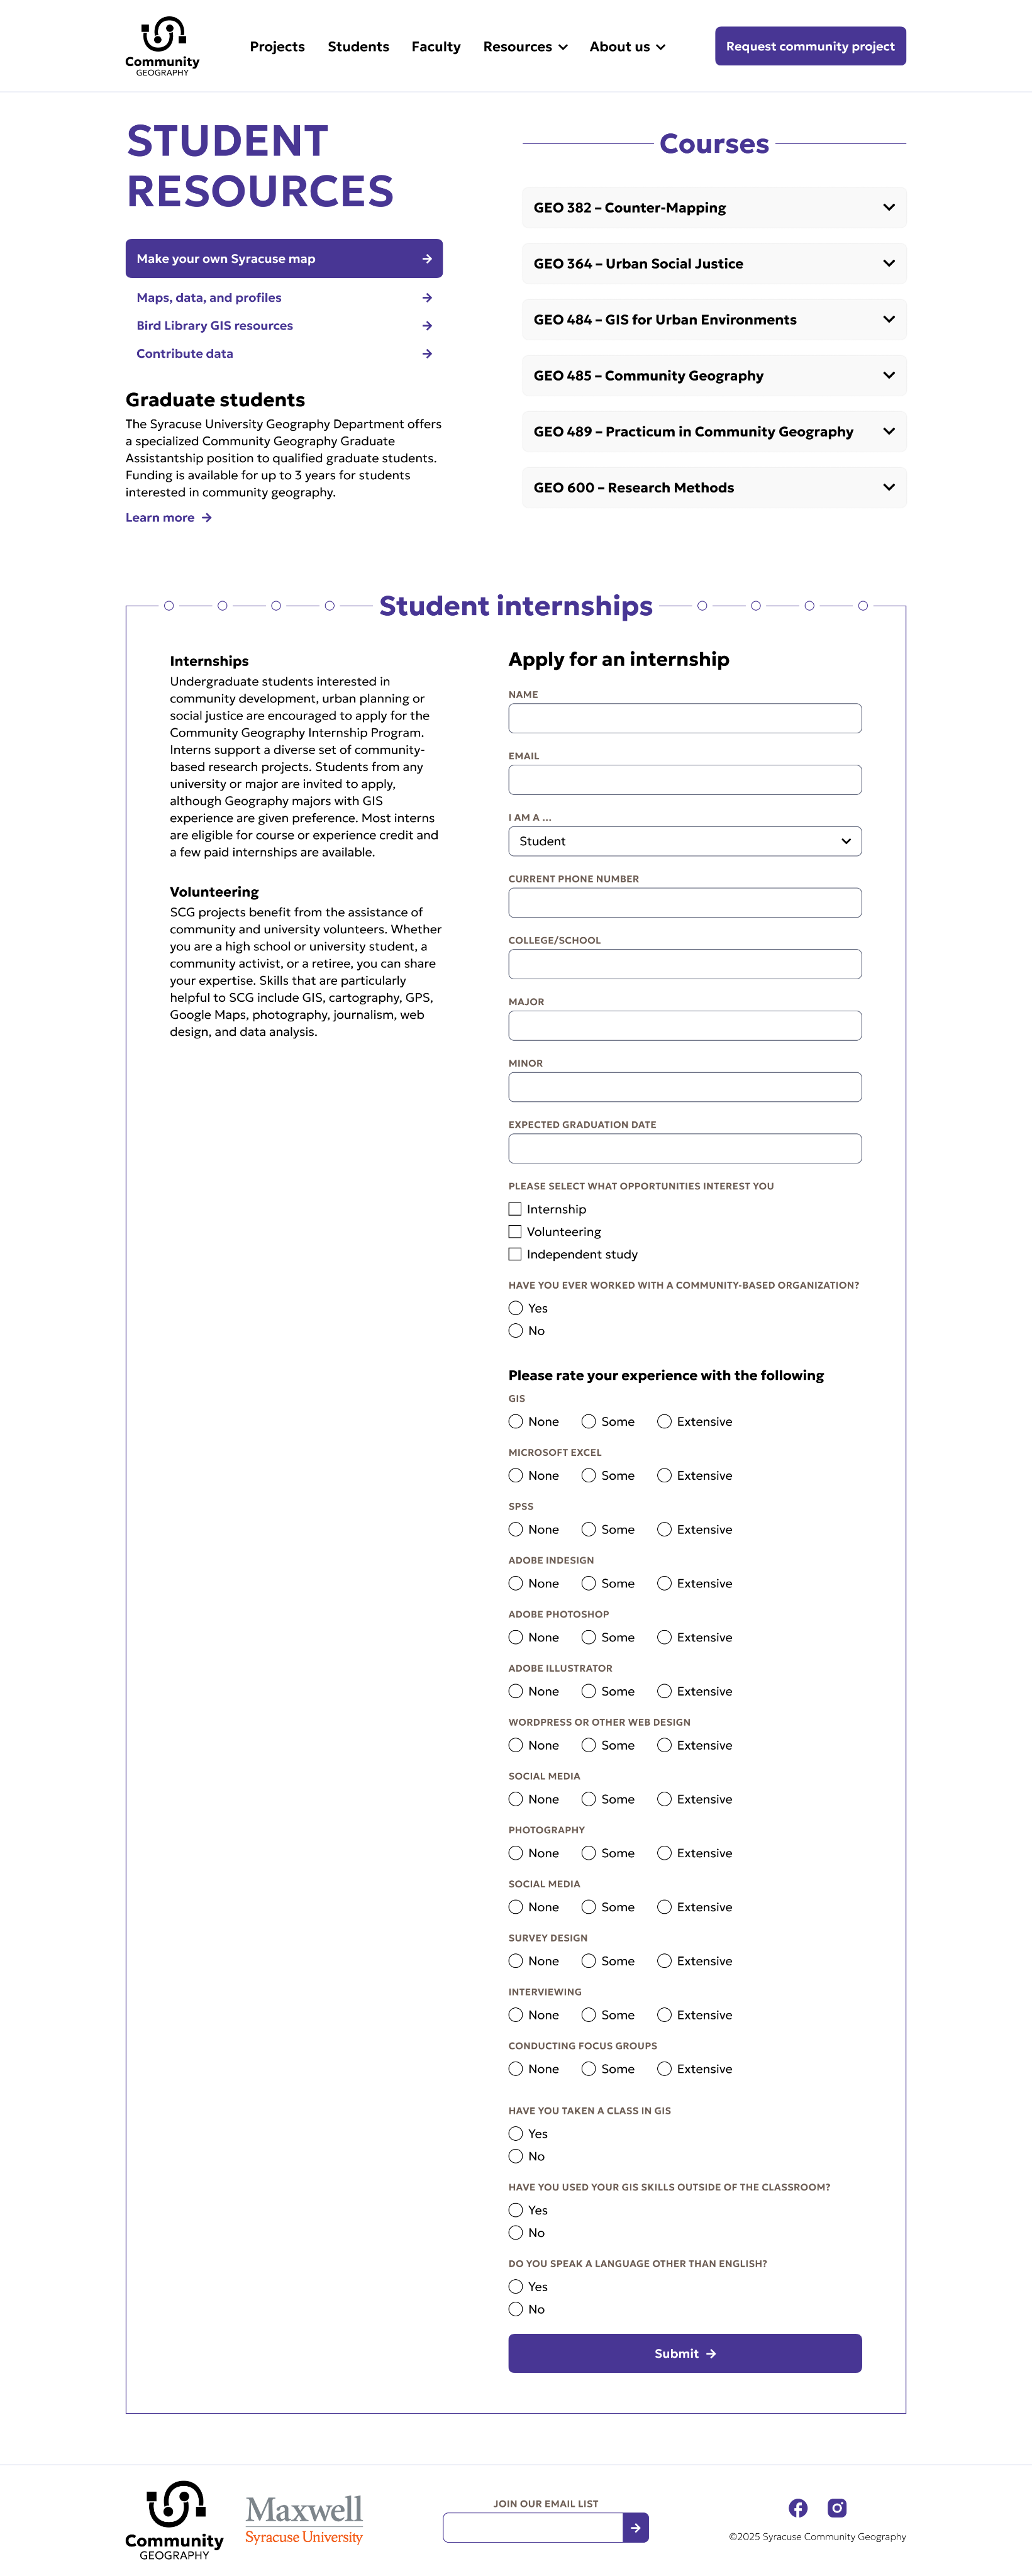 Community
GEOGRAPHY
Projects
Students
Faculty
Resources
About us
Request community project
STUDENT
RESOURCES
Make your own Syracuse map
Maps, data, and profiles
Bird Library GIS resources
Contribute data
Graduate students
The Syracuse University Geography Department offers
a specialized Community Geography Graduate
Assistantship position to qualified graduate students.
Funding is available for up to 3 years for students
interested in community geography.
Learn more
Courses
GEO 382 – Counter-Mapping
GEO 364 – Urban Social Justice
GEO 484 – GIS for Urban Environments
GEO 485 – Community Geography
GEO 489 – Practicum in Community Geography
GEO 600 – Research Methods
Student internships
Internships
Undergraduate students interested in
community development, urban planning or
social justice are encouraged to apply for the
Community Geography Internship Program.
Interns support a diverse set of community-
based research projects. Students from any
university or major are invited to apply,
although Geography majors with GIS
experience are given preference. Most interns
are eligible for course or experience credit and
a few paid internships are available.
Volunteering
SCG projects benefit from the assistance of
community and university volunteers. Whether
you are a high school or university student, a
community activist, or a retiree, you can share
your expertise. Skills that are particularly
helpful to SCG include GIS, cartography, GPS,
Google Maps, photography, journalism, web
design, and data analysis.
Apply for an internship
NAME
EMAIL
I AM A ...
Student
CURRENT PHONE NUMBER
COLLEGE/SCHOOL
MAJOR
MINOR
EXPECTED GRADUATION DATE
PLEASE SELECT WHAT OPPORTUNITIES INTEREST YOU
Internship
Volunteering
Independent study
HAVE YOU EVER WORKED WITH A COMMUNITY-BASED ORGANIZATION?
Yes
No
Please rate your experience with the following
GIS
None Some Extensive
MICROSOFT EXCEL
None Some Extensive
SPSS
None Some Extensive
ADOBE INDESIGN
None Some Extensive
ADOBE PHOTOSHOP
None Some Extensive
ADOBE ILLUSTRATOR
None Some Extensive
WORDPRESS OR OTHER WEB DESIGN
None Some Extensive
SOCIAL MEDIA
None Some Extensive
PHOTOGRAPHY
None Some Extensive
SOCIAL MEDIA
None Some Extensive
SURVEY DESIGN
None Some Extensive
INTERVIEWING
None Some Extensive
CONDUCTING FOCUS GROUPS
None Some Extensive
HAVE YOU TAKEN A CLASS IN GIS
Yes
No
HAVE YOU USED YOUR GIS SKILLS OUTSIDE OF THE CLASSROOM?
Yes
No
DO YOU SPEAK A LANGUAGE OTHER THAN ENGLISH?
Yes
No
Submit
Community
GEOGRAPHY
Maxwell
Syracuse University
JOIN OUR EMAIL LIST
©2025 Syracuse Community Geography